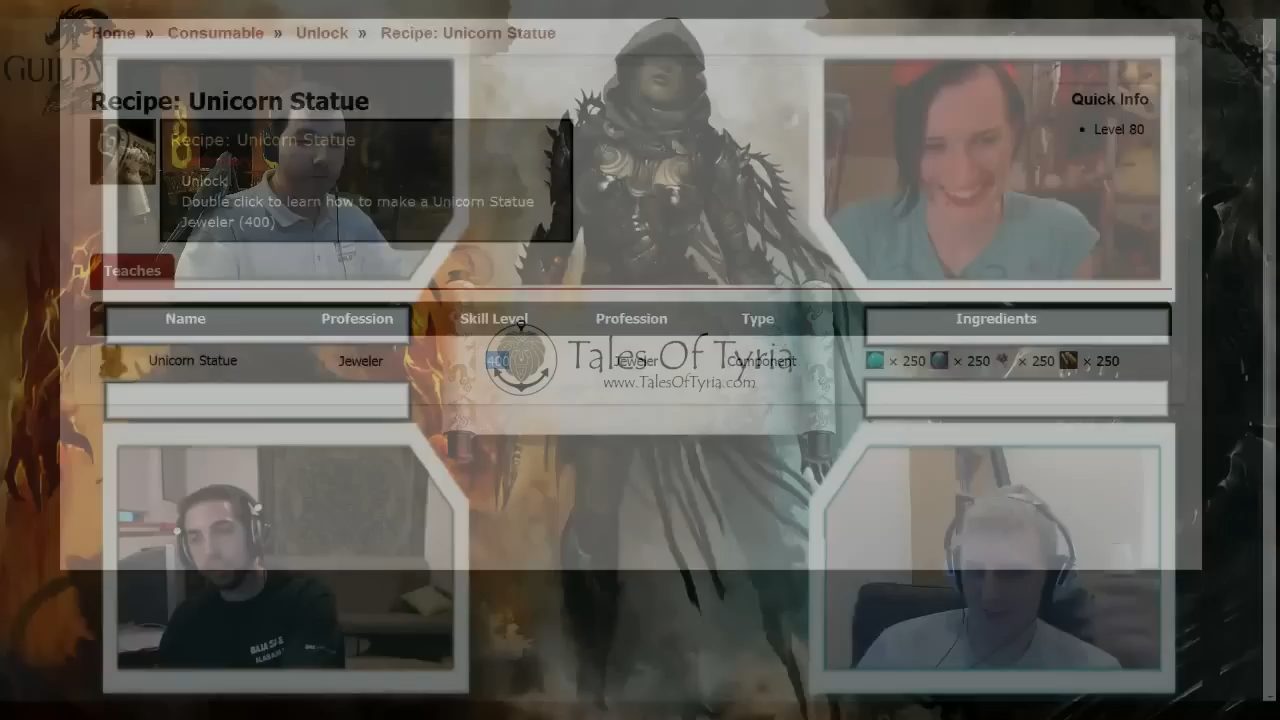 Home » Consumable » Unlock » Recipe: Unicorn Statue
GUILD
Recipe: Unicorn Statue
Quick Info
Recipe: Unicorn Statue
• Level 80
Unlock
Double click to learn how to make a Unicorn Statue
Jeweler (400)
Teaches
Name Profession Skill Level Profession Type Ingredients
Unicorn Statue Jeweler 400 Jeweler Component × 250 × 250 × 250 × 250
Tales Of Tyria
www.TalesOfTyria.com